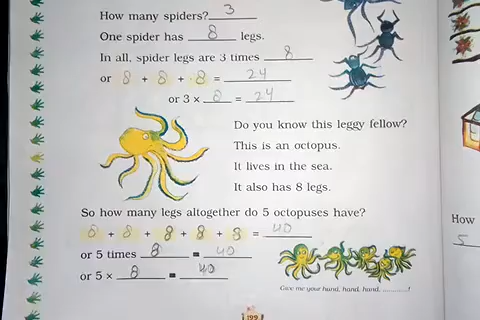 How many spiders? 3
One spider has 8 legs.
In all, spider legs are 3 times 8
or 8 + 8 + 8 = 24
or 3 × 8 = 24
Do you know this leggy fellow?
This is an octopus.
It lives in the sea.
It also has 8 legs.
So how many legs altogether do 5 octopuses have?
8 + 8 + 8 + 8 + 8 = 40
or 5 times 8 = 40
or 5 × 8 = 40
Give me your hand, hand, hand, ............!
199
How
5